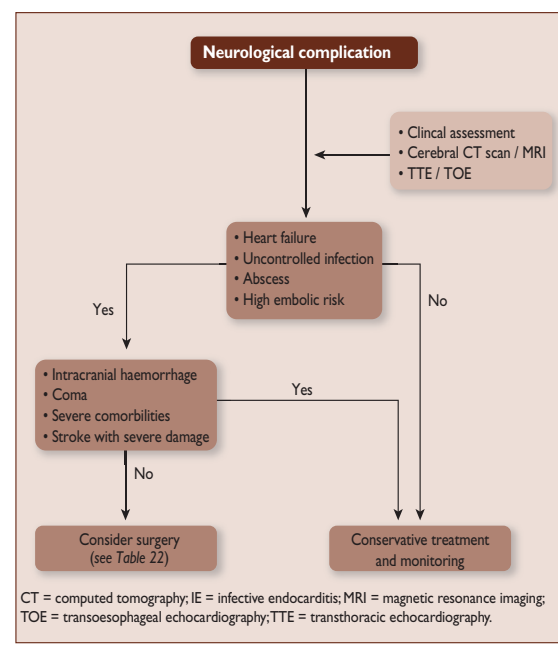 Neurological complication
• Clincal assessment
• Cerebral CT scan / MRI
• TTE / TOE
• Heart failure
• Uncontrolled infection
• Abscess
• High embolic risk
Yes
No
• Intracranial haemorrhage
• Coma
• Severe comorbilities
• Stroke with severe damage
Yes
No
Consider surgery
(see Table 22)
Conservative treatment
and monitoring
CT = computed tomography; IE = infective endocarditis; MRI = magnetic resonance imaging;
TOE = transoesophageal echocardiography; TTE = transthoracic echocardiography.